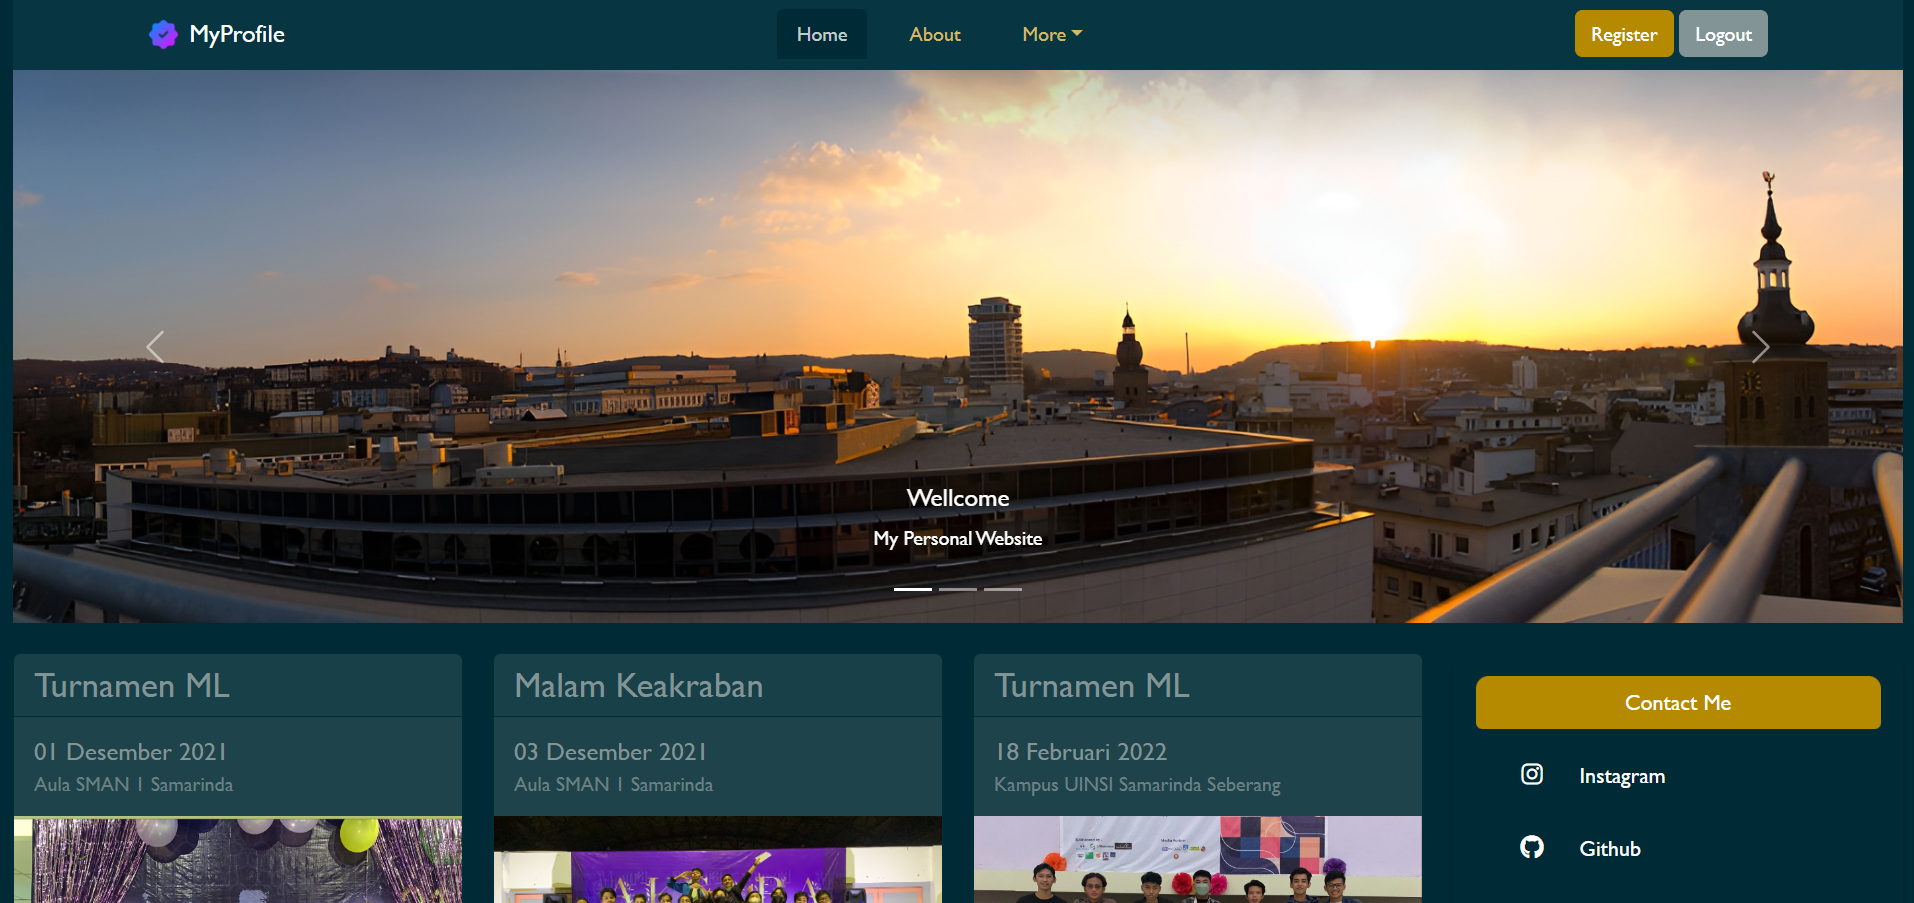 MyProfile
Home
About
More
Register
Logout
Wellcome
My Personal Website
Turnamen ML
01 Desember 2021
Aula SMAN 1 Samarinda
Malam Keakraban
03 Desember 2021
Aula SMAN 1 Samarinda
Turnamen ML
18 Februari 2022
Kampus UINSI Samarinda Seberang
Contact Me
Instagram
Github